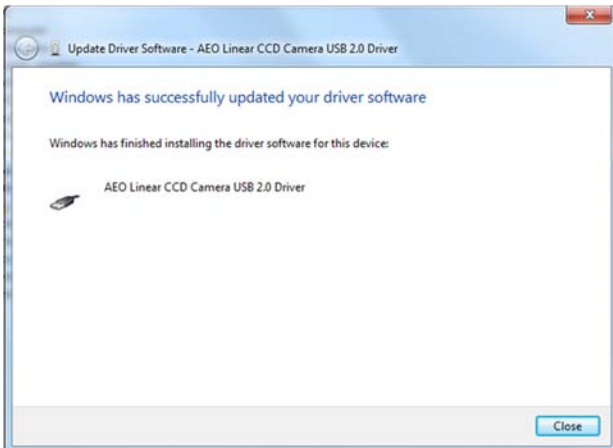 Update Driver Software - AEO Linear CCD Camera USB 2.0 Driver
Windows has successfully updated your driver software
Windows has finished installing the driver software for this device:
AEO Linear CCD Camera USB 2.0 Driver
Close